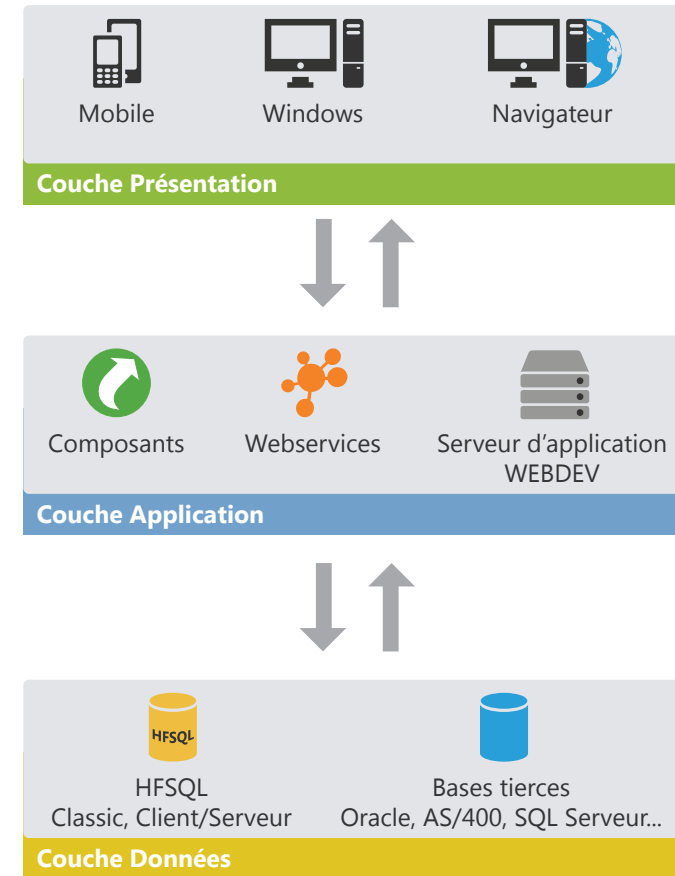 Mobile
Windows
Navigateur
Couche Présentation
Composants
Webservices
Serveur d'application
WEBDEV
Couche Application
HFSQL
HFSQL
Classic, Client/Serveur
Bases tierces
Oracle, AS/400, SQL Serveur...
Couche Données